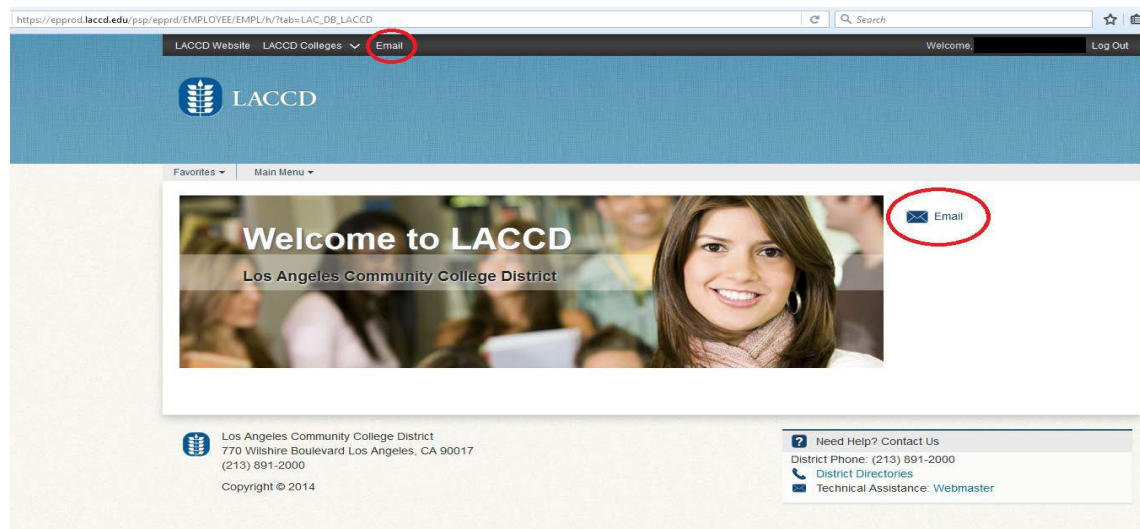 https://epprod.laccd.edu/psp/epprd/EMPLOYEE/EMPL/h/?tab=LAC_DB_LACCD
Search
LACCD Website LACCD Colleges Email Welcome, Log Out
LACCD
Favorites Main Menu
Welcome to LACCD
Los Angeles Community College District
Email
Los Angeles Community College District
770 Wilshire Boulevard Los Angeles, CA 90017
(213) 891-2000
Copyright © 2014
? Need Help? Contact Us
District Phone: (213) 891-2000
District Directories
Technical Assistance: Webmaster